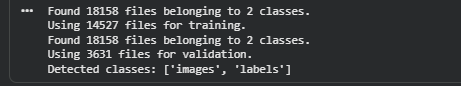 Found 18158 files belonging to 2 classes.
Using 14527 files for training.
Found 18158 files belonging to 2 classes.
Using 3631 files for validation.
Detected classes: ['images', 'labels']